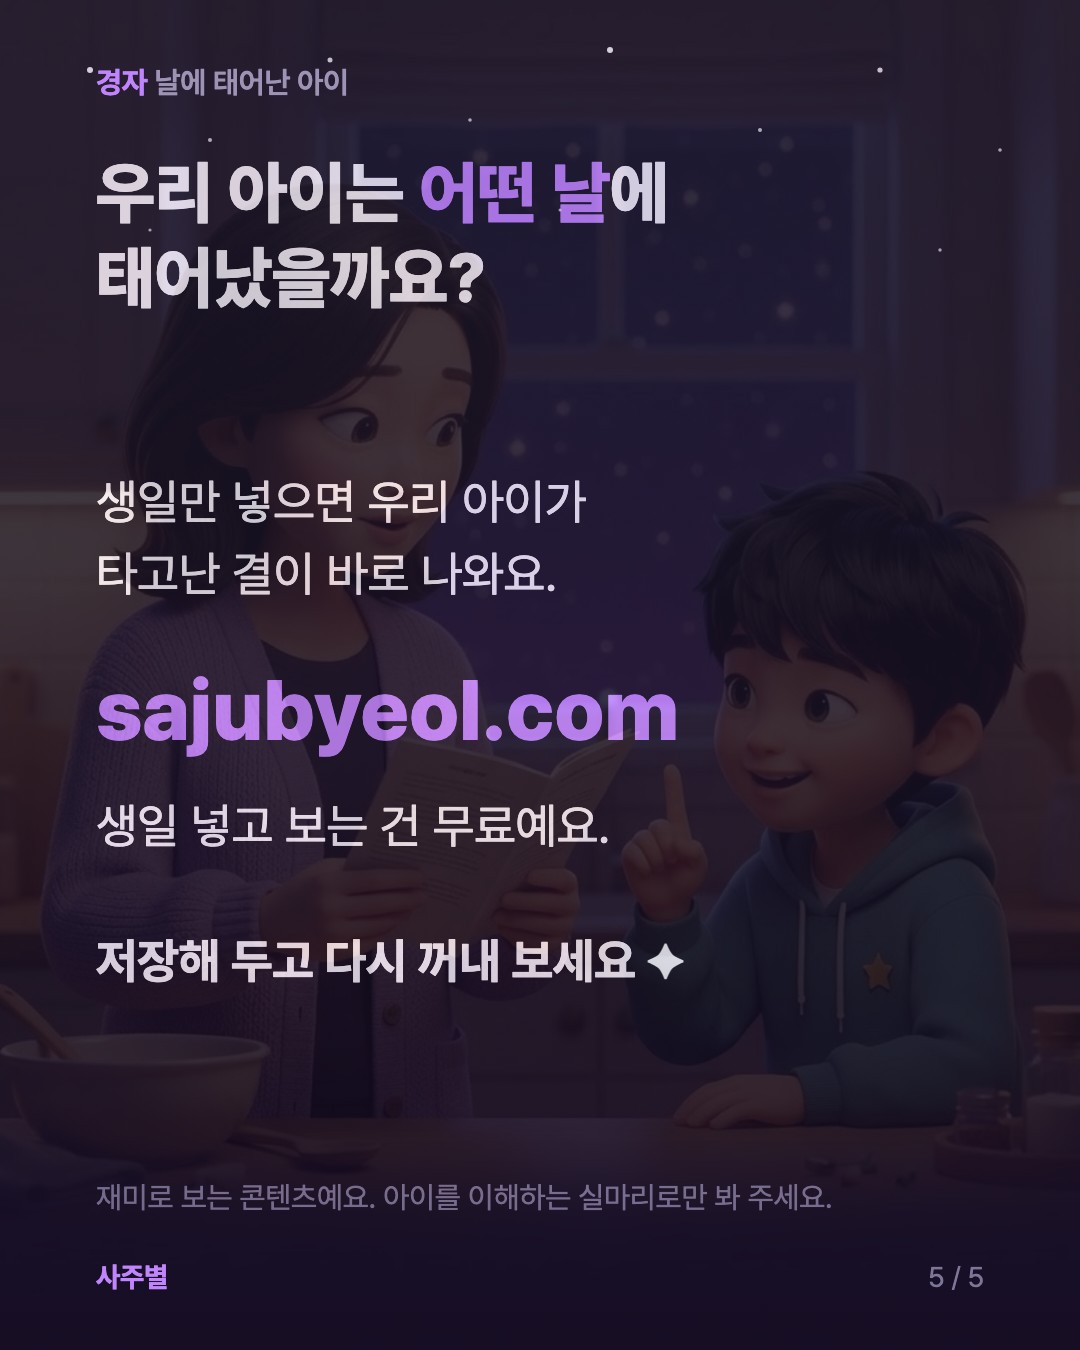 경자 날에 태어난 아이
우리 아이는 어떤 날에
태어났을까요?
생일만 넣으면 우리 아이가
타고난 결이 바로 나와요.
sajubyeol.com
생일 넣고 보는 건 무료예요.
저장해 두고 다시 꺼내 보세요 ✦
재미로 보는 콘텐츠예요. 아이를 이해하는 실마리로만 봐 주세요.
사주별
5 / 5